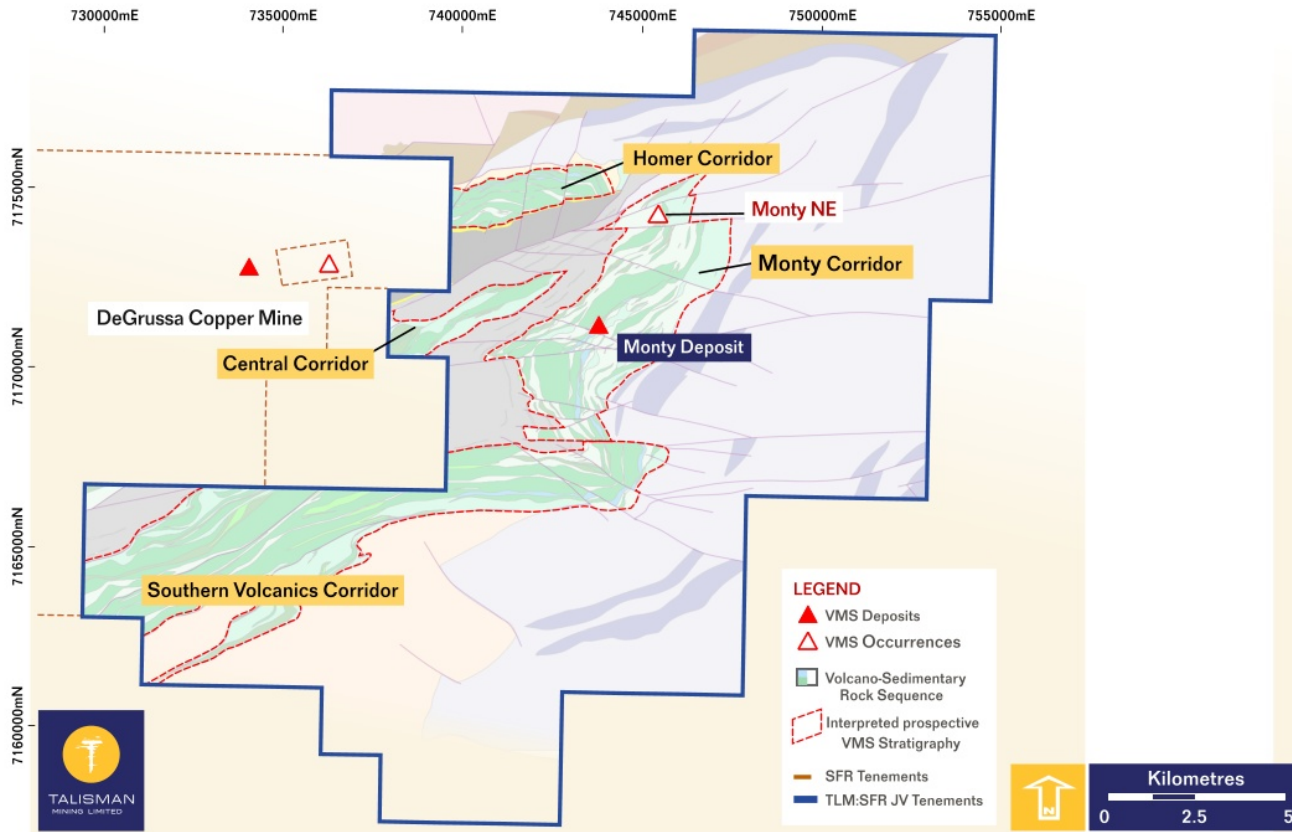 730000mE
735000mE
740000mE
745000mE
750000mE
755000mE
7175000mN
7170000mN
7165000mN
7160000mN
Homer Corridor
Monty NE
Monty Corridor
DeGrussa Copper Mine
Central Corridor
Monty Deposit
Southern Volcanics Corridor
LEGEND
VMS Deposits
VMS Occurrences
Volcano-Sedimentary
Rock Sequence
Interpreted prospective
VMS Stratigraphy
SFR Tenements
TLM:SFR JV Tenements
TALISMAN
MINING LIMITED
N
Kilometres
0 2.5 5